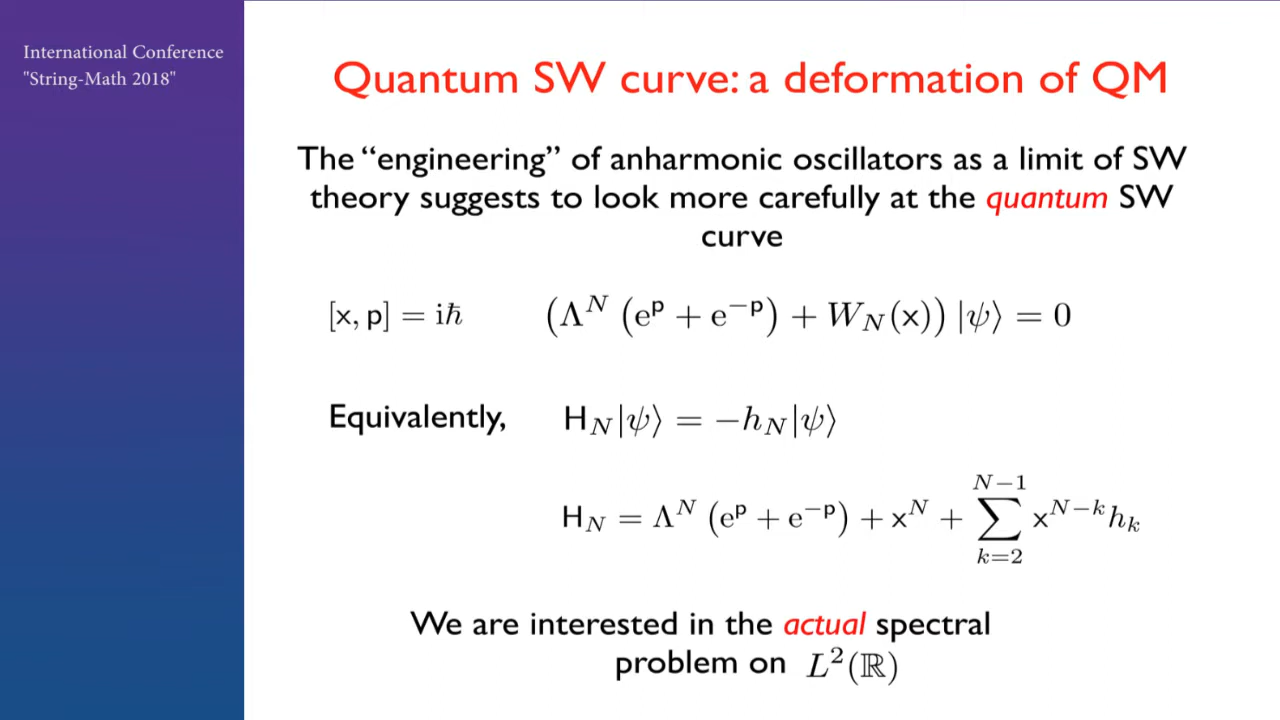 International Conference
"String-Math 2018"
Quantum SW curve: a deformation of QM
The “engineering” of anharmonic oscillators as a limit of SW
theory suggests to look more carefully at the quantum SW
curve
[x, p] = iℏ (Λ^N (e^p + e^{−p}) + W_N(x)) |ψ⟩ = 0
Equivalently, H_N|ψ⟩ = −h_N|ψ⟩
H_N = Λ^N (e^p + e^{−p}) + x^N + ∑_{k=2}^{N−1} x^{N−k} h_k
We are interested in the actual spectral
problem on L^2(ℝ)